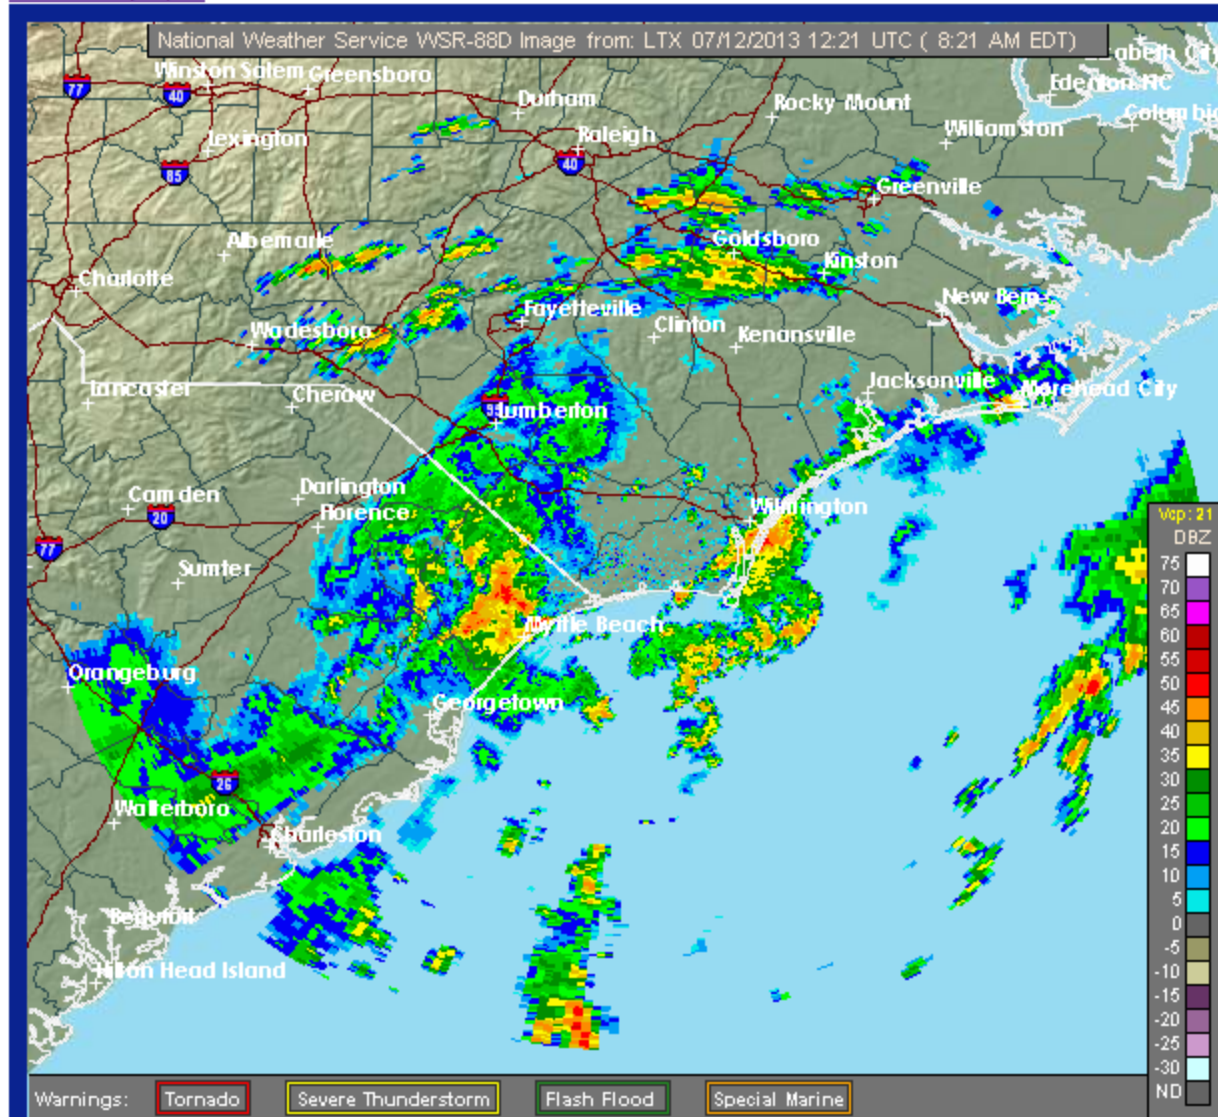 National Weather Service WSR-88D Image from: LTX 07/12/2013 12:21 UTC ( 8:21 AM EDT)
Elizabeth City
77
Winston Salem
40
Greensboro
Edenton NC
Durham
Rocky Mount
Columbia
Lexington
Raleigh
Williamston
85
40
Greenville
Albemarle
Goldsboro
Charlotte
Kinston
New Bern
Fayetteville
Wadesboro
Clinton
Kenansville
Lancaster
Cheraw
Jacksonville
Morehead City
95
Lumberton
Camden
Darlington
20
Florence
Wilmington
77
Sumter
Myrtle Beach
Orangeburg
Georgetown
26
Walterboro
Charleston
Beaufort
Hilton Head Island
Vcp: 21
DBZ
75
70
65
60
55
50
45
40
35
30
25
20
15
10
5
0
-5
-10
-15
-20
-25
-30
ND
Warnings: Tornado Severe Thunderstorm Flash Flood Special Marine